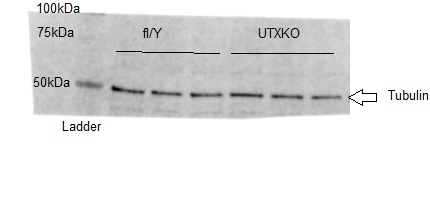 100kDa
75kDa
fl/Y
UTXKO
50kDa
Tubulin
Ladder